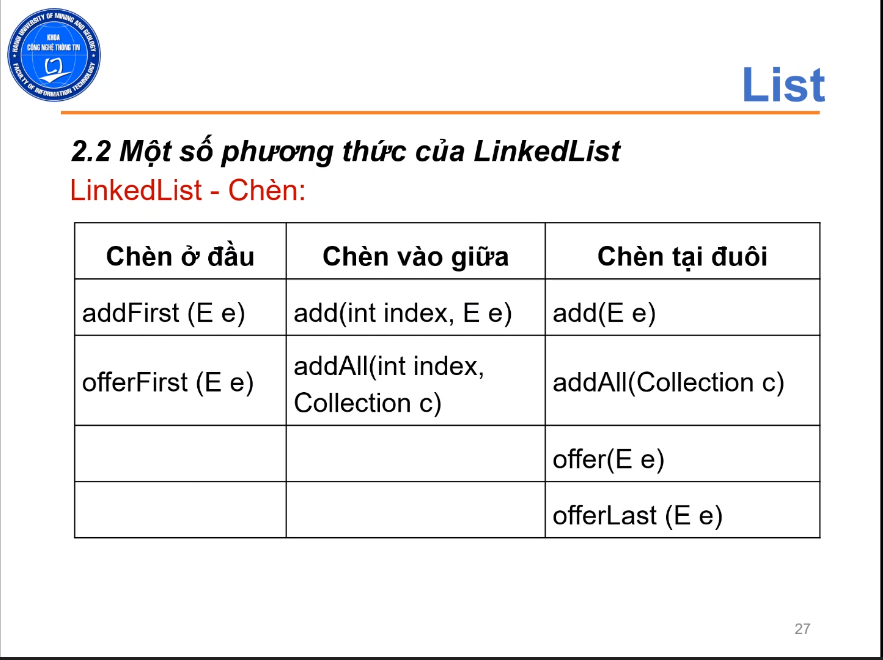 HANOI UNIVERSITY OF MINING AND GEOLOGY
KHOA
CÔNG NGHỆ THÔNG TIN
FACULTY OF INFORMATION TECHNOLOGY
List
2.2 Một số phương thức của LinkedList
LinkedList - Chèn:
Chèn ở đầu Chèn vào giữa Chèn tại đuôi
addFirst (E e) add(int index, E e) add(E e)
offerFirst (E e) addAll(int index, Collection c) addAll(Collection c)
offer(E e)
offerLast (E e)
27